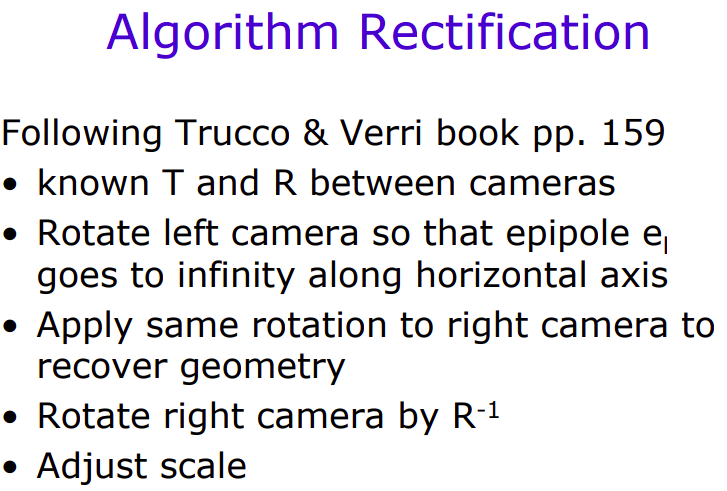 Algorithm Rectification
Following Trucco & Verri book pp. 159
• known T and R between cameras
• Rotate left camera so that epipole eₗ
goes to infinity along horizontal axis
• Apply same rotation to right camera to
recover geometry
• Rotate right camera by R⁻¹
• Adjust scale